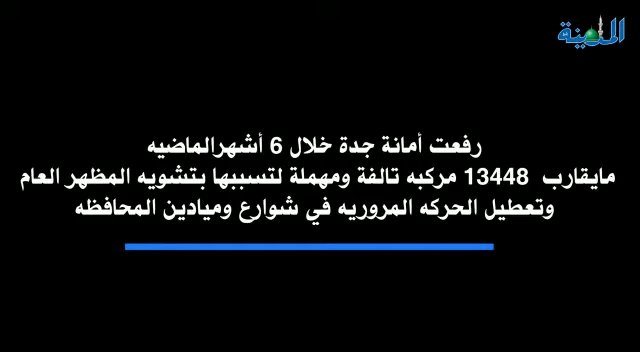 المدينة
رفعت أمانة جدة خلال 6 أشهرالماضيه
مايقارب 13448 مركبه تالفة ومهملة لتسببها بتشويه المظهر العام
وتعطيل الحركه المروريه في شوارع وميادين المحافظه